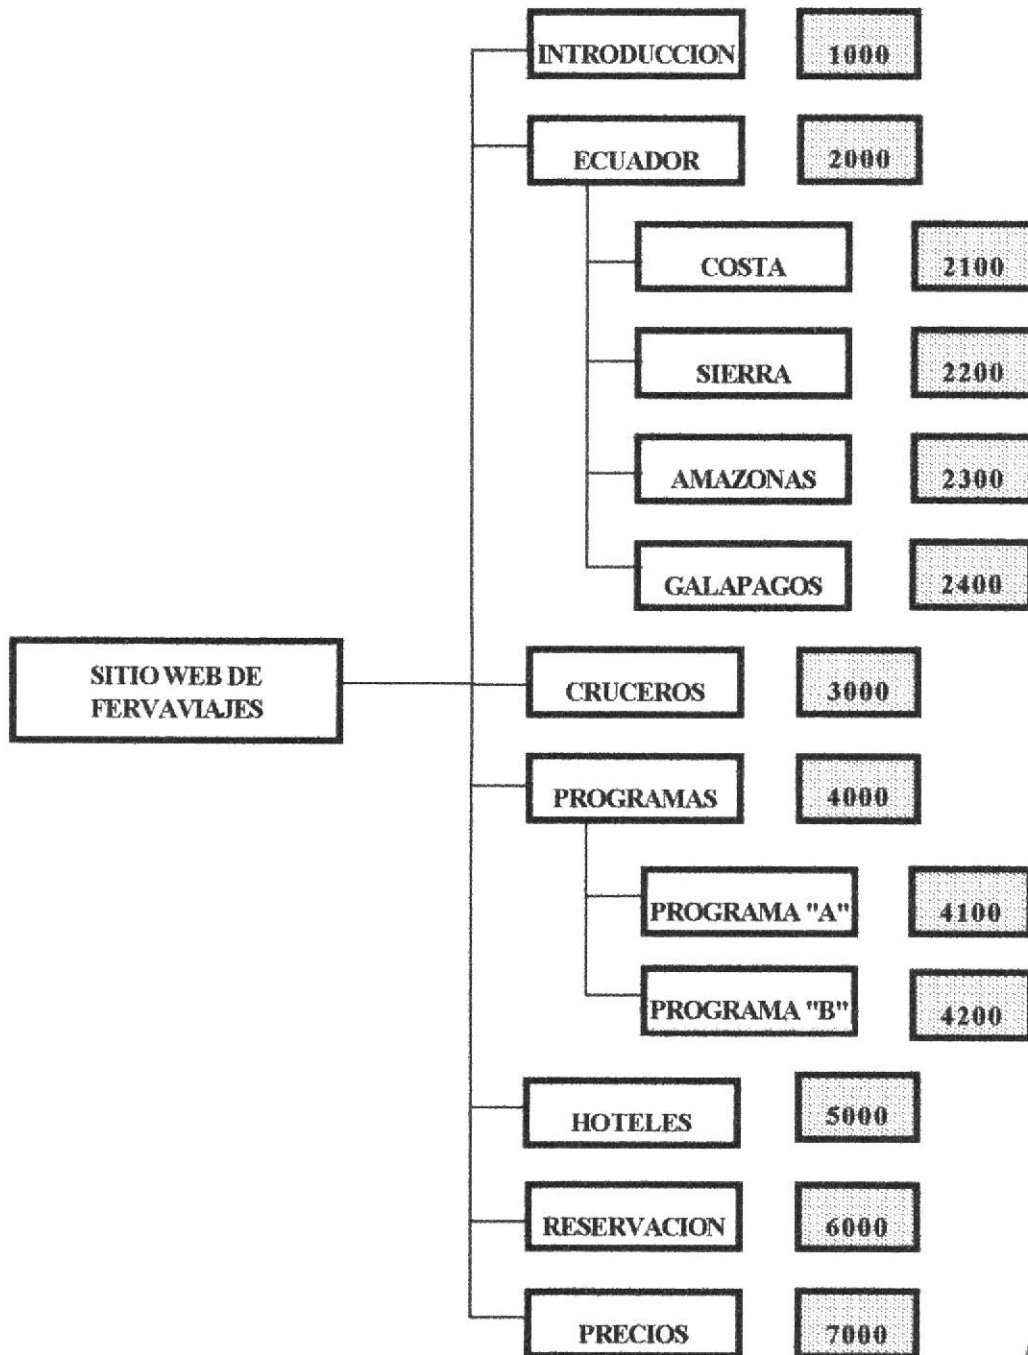 INTRODUCCION 1000
ECUADOR 2000
COSTA 2100
SIERRA 2200
AMAZONAS 2300
GALAPAGOS 2400
SITIO WEB DE
FERVAVIAJES
CRUCEROS 3000
PROGRAMAS 4000
PROGRAMA "A" 4100
PROGRAMA "B" 4200
HOTELES 5000
RESERVACION 6000
PRECIOS 7000